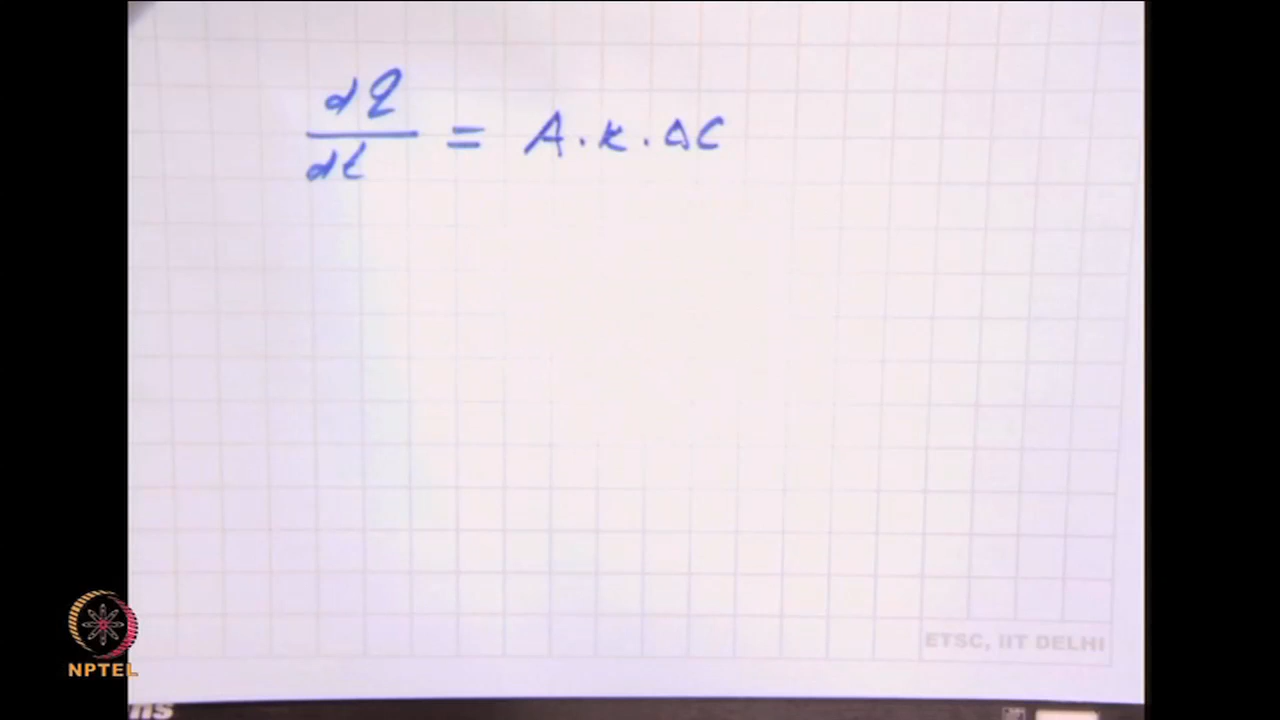 dq/dt = A.K.ΔC
ETSC, IIT DELHI
NPTEL